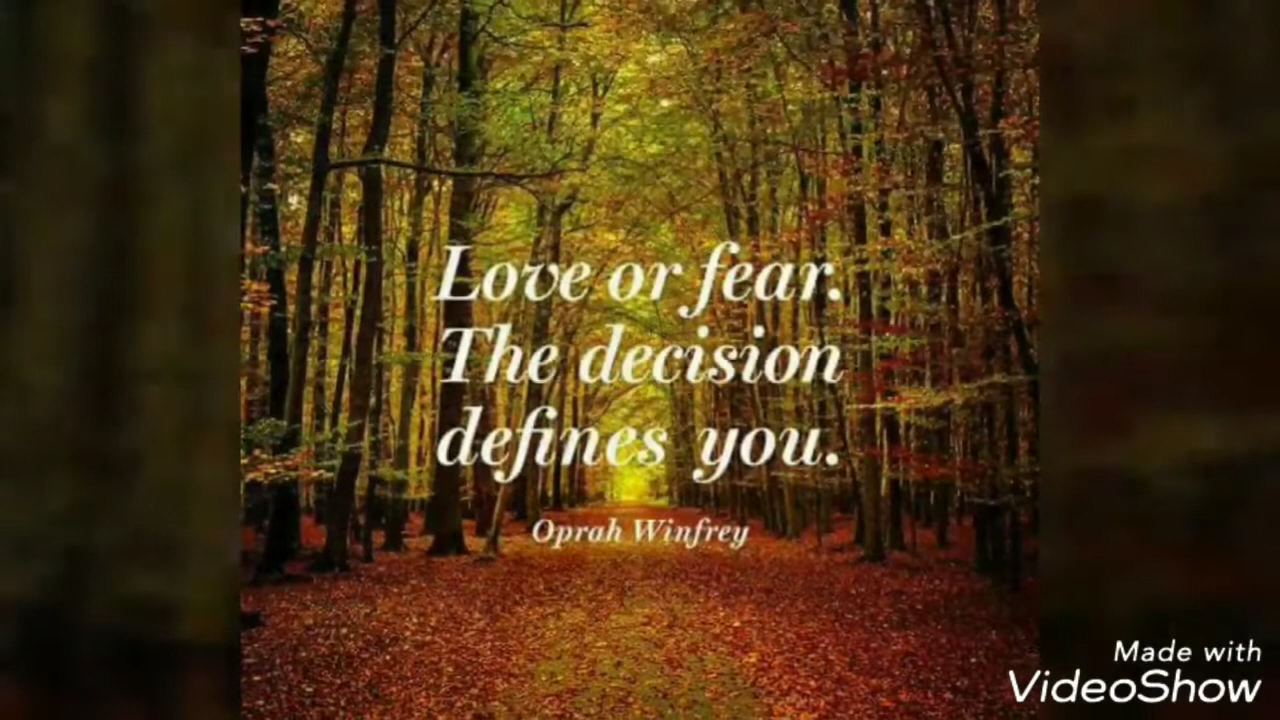 Love or fear.
The decision
defines you.
Oprah Winfrey
Made with
VideoShow